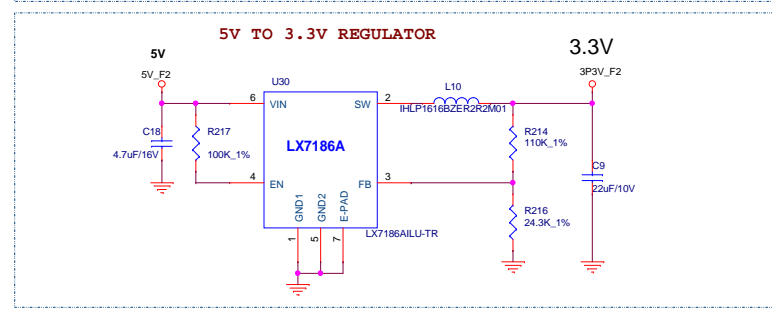 5V TO 3.3V REGULATOR
5V
3.3V
5V_F2
3P3V_F2
U30
L10
6
VIN
SW
2
IHLP1616BZER2R2M01
C18
4.7uF/16V
R217
100K_1%
LX7186A
R214
110K_1%
4
EN
FB
3
C9
22uF/10V
GND1
GND2
E-PAD
R216
24.3K_1%
LX7186AILU-TR
1
5
7